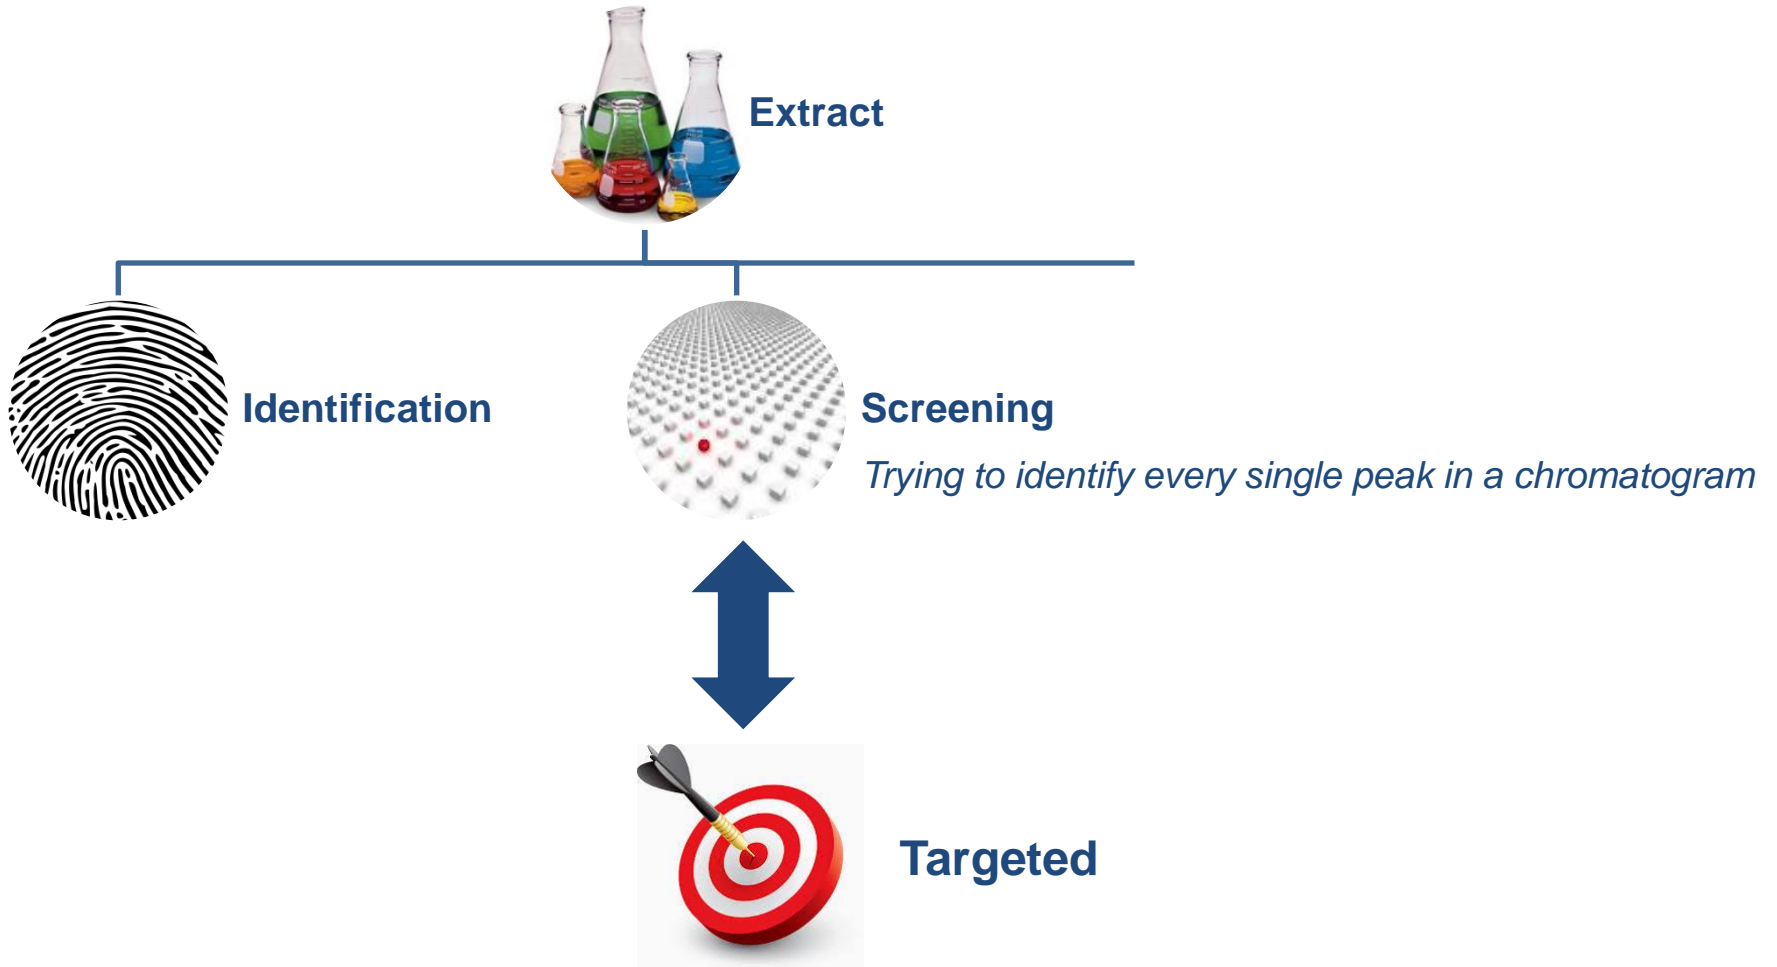 Extract
Identification
Screening
Trying to identify every single peak in a chromatogram
Targeted